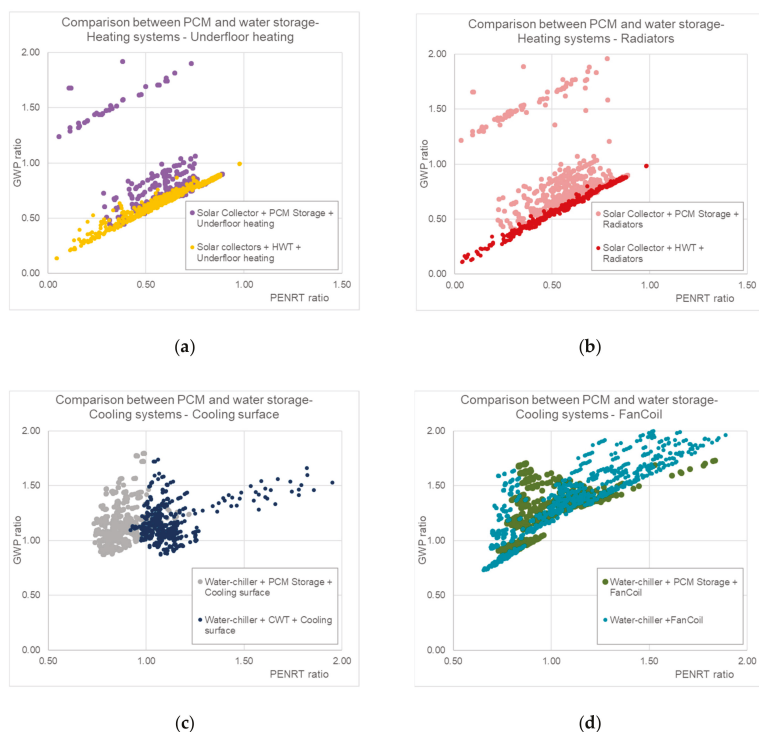 Comparison between PCM and water storage-
Heating systems - Underfloor heating
2.00
1.50
1.00
0.50
0.00
GWP ratio
Solar Collector + PCM Storage +
Underfloor heating
Solar collectors + HWT +
Underfloor heating
0.00
0.50
1.00
1.50
PENRT ratio
(a)
Comparison between PCM and water storage-
Heating systems - Radiators
2.00
1.50
1.00
0.50
0.00
GWP ratio
Solar Collector + PCM Storage +
Radiators
Solar Collector + HWT +
Radiators
0.00
0.50
1.00
1.50
PENRT ratio
(b)
Comparison between PCM and water storage-
Cooling systems - Cooling surface
2.00
1.50
1.00
0.50
0.00
GWP ratio
Water-chiller + PCM Storage +
Cooling surface
Water-chiller + CWT + Cooling
surface
0.50
1.00
1.50
2.00
PENRT ratio
(c)
Comparison between PCM and water storage-
Cooling systems - FanCoil
2.00
1.50
1.00
0.50
0.00
GWP ratio
Water-chiller + PCM Storage +
FanCoil
Water-chiller +FanCoil
0.50
1.00
1.50
2.00
PENRT ratio
(d)